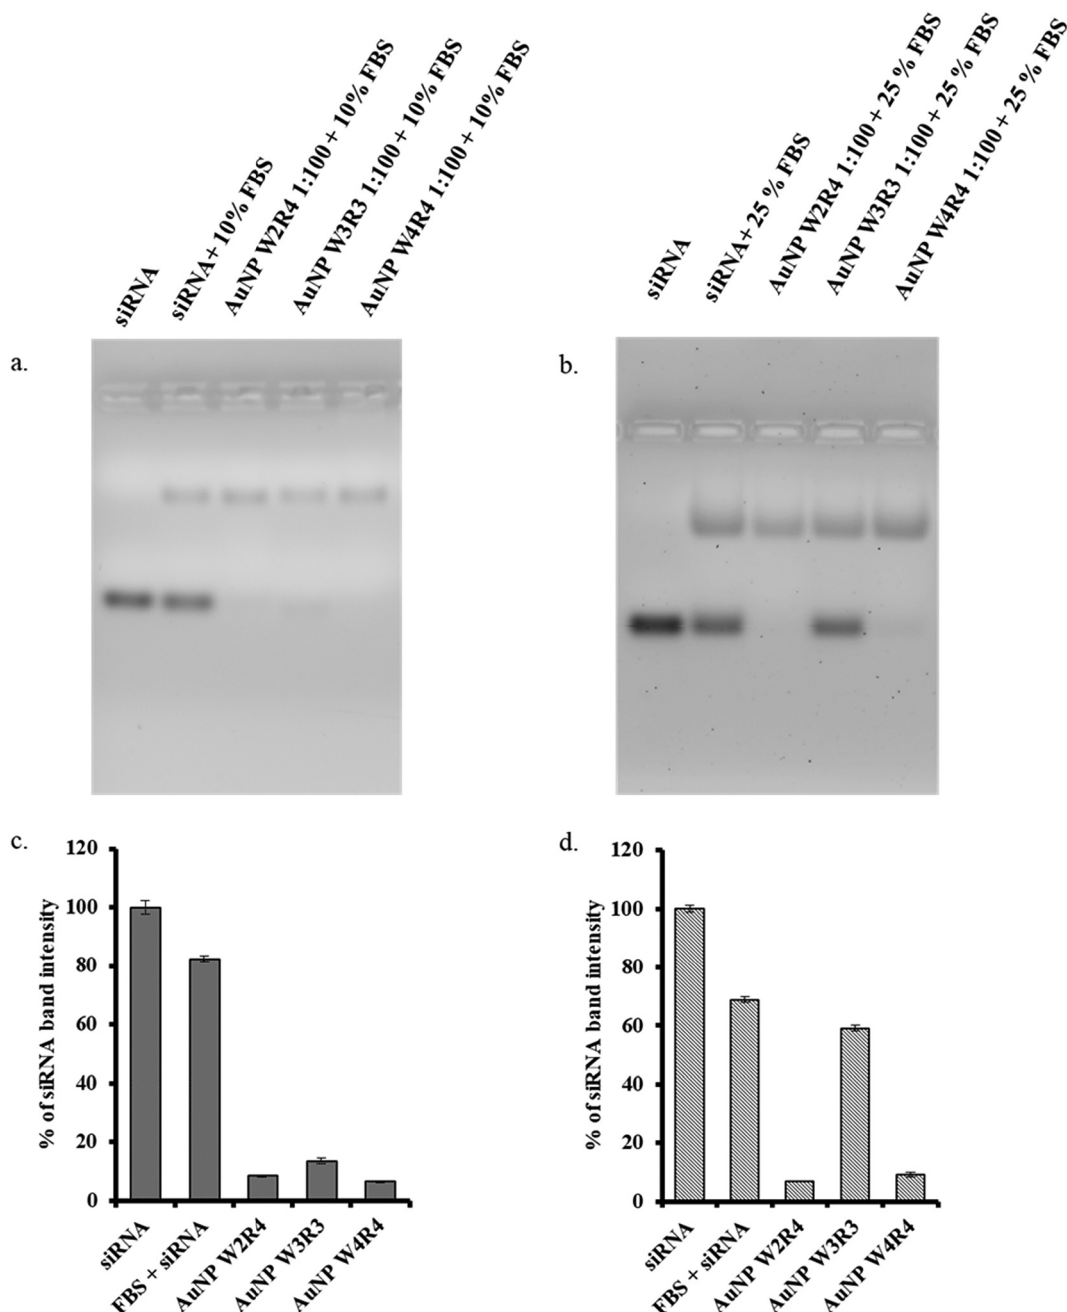 siRNA
siRNA+ 10% FBS
AuNP W2R4 1:100 + 10% FBS
AuNP W3R3 1:100 + 10% FBS
AuNP W4R4 1:100 + 10% FBS
siRNA
siRNA+ 25 % FBS
AuNP W2R4 1:100 + 25 % FBS
AuNP W3R3 1:100 + 25 % FBS
AuNP W4R4 1:100 + 25 % FBS
a.
b.
c.
% of siRNA band intensity
120
100
80
60
40
20
0
siRNA
FBS + siRNA
AuNP W2R4
AuNP W3R3
AuNP W4R4
d.
% of siRNA band intensity
120
100
80
60
40
20
0
siRNA
FBS + siRNA
AuNP W2R4
AuNP W3R3
AuNP W4R4